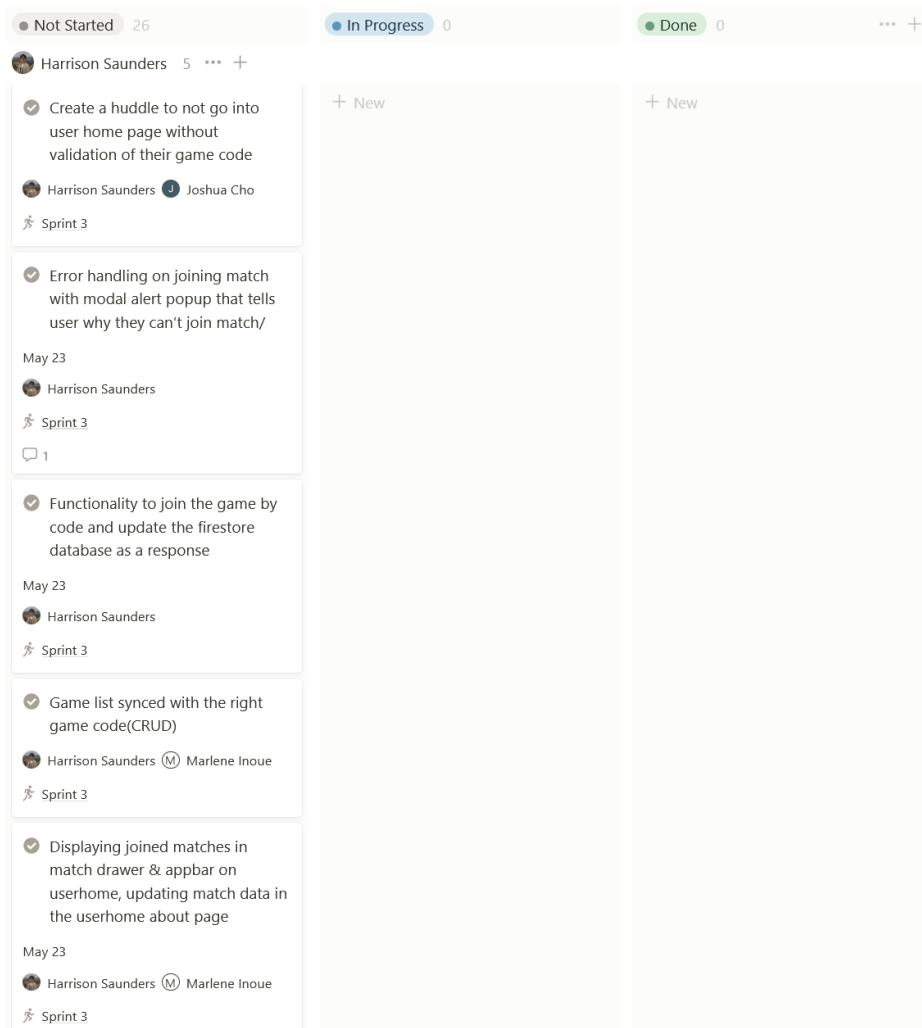 Not Started 26
In Progress 0
Done 0
Harrison Saunders 5
New
New
Create a huddle to not go into
user home page without
validation of their game code
Harrison Saunders J Joshua Cho
Sprint 3
Error handling on joining match
with modal alert popup that tells
user why they can't join match/
May 23
Harrison Saunders
Sprint 3
1
Functionality to join the game by
code and update the firestore
database as a response
May 23
Harrison Saunders
Sprint 3
Game list synced with the right
game code(CRUD)
Harrison Saunders M Marlene Inoue
Sprint 3
Displaying joined matches in
match drawer & appbar on
userhome, updating match data in
the userhome about page
May 23
Harrison Saunders M Marlene Inoue
Sprint 3